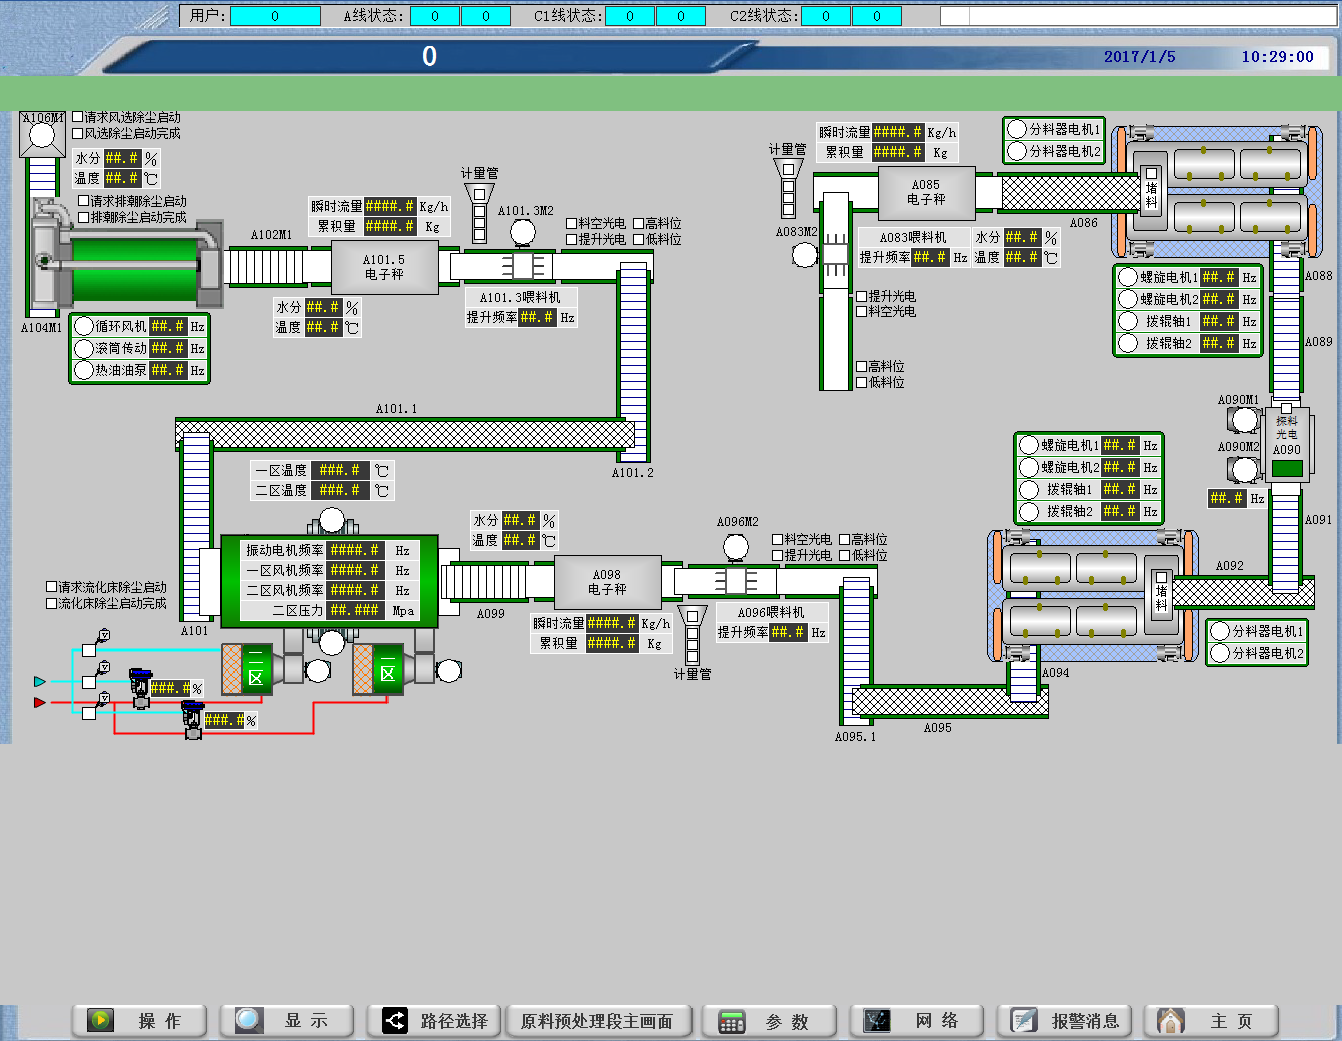 用户: 0 A线状态: 0 0 C1线状态: 0 0 C2线状态: 0 0
0 2017/1/5 10:29:00
A106M1
请求风选除尘启动
风选除尘启动完成
水分 ##.# %
温度 ##.# ℃
请求排潮除尘启动
排潮除尘启动完成
A104M1
循环风机 ##.# Hz
滚筒传动 ##.# Hz
热油油泵 ##.# Hz
A102M1
瞬时流量 ####.# Kg/h
累积量 ####.# Kg
A101.5
电子秤
水分 ##.# %
温度 ##.# ℃
计量管
A101.3M2
料空光电 高料位
提升光电 低料位
A101.3喂料机
提升频率 ##.# Hz
A101.1
A101.2
计量管
瞬时流量 ####.# Kg/h
累积量 ####.# Kg
A085
电子秤
A083M2
A083喂料机
提升频率 ##.# Hz
水分 ##.# %
温度 ##.# ℃
提升光电
料空光电
高料位
低料位
分料器电机1
分料器电机2
A086
堵料
螺旋电机1 ##.# Hz
螺旋电机2 ##.# Hz
拨辊轴1 ##.# Hz
拨辊轴2 ##.# Hz
A088
A089
A090M1
A090M2
探料
光电
A090
##.# Hz
A091
一区温度 ###.# ℃
二区温度 ###.# ℃
振动电机频率 ####.# Hz
一区风机频率 ####.# Hz
二区风机频率 ####.# Hz
二区压力 ##.### Mpa
请求流化床除尘启动
流化床除尘启动完成
A101
二区
一区
###.# %
###.# %
水分 ##.# %
温度 ##.# ℃
A099
A098
电子秤
瞬时流量 ####.# Kg/h
累积量 ####.# Kg
计量管
A096M2
料空光电 高料位
提升光电 低料位
A096喂料机
提升频率 ##.# Hz
A095.1
A095
A094
螺旋电机1 ##.# Hz
螺旋电机2 ##.# Hz
拨辊轴1 ##.# Hz
拨辊轴2 ##.# Hz
堵料
A092
分料器电机1
分料器电机2
操作 显示 路径选择 原料预处理段主画面 参数 网络 报警消息 主页